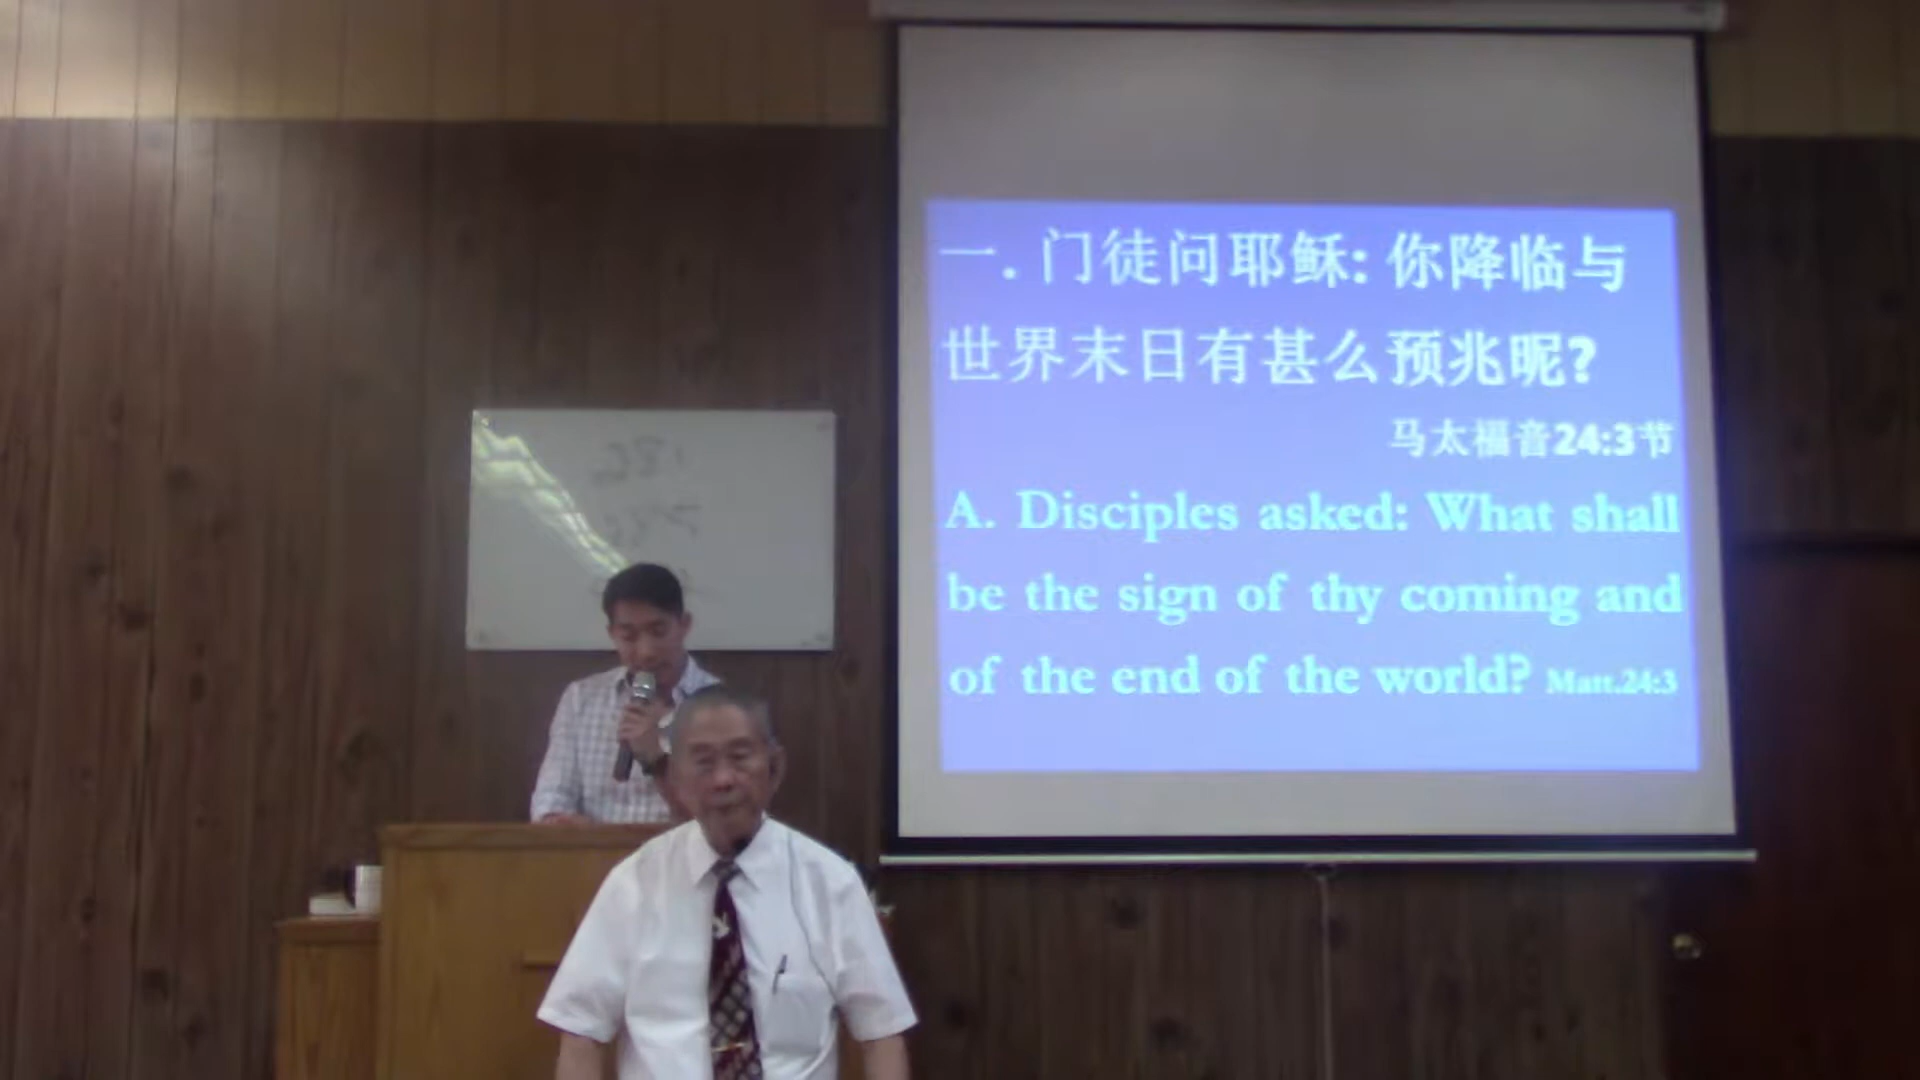 一. 门徒问耶稣: 你降临与
世界末日有甚么预兆呢?
马太福音24:3节
A. Disciples asked: What shall
be the sign of thy coming and
of the end of the world? Matt.24:3